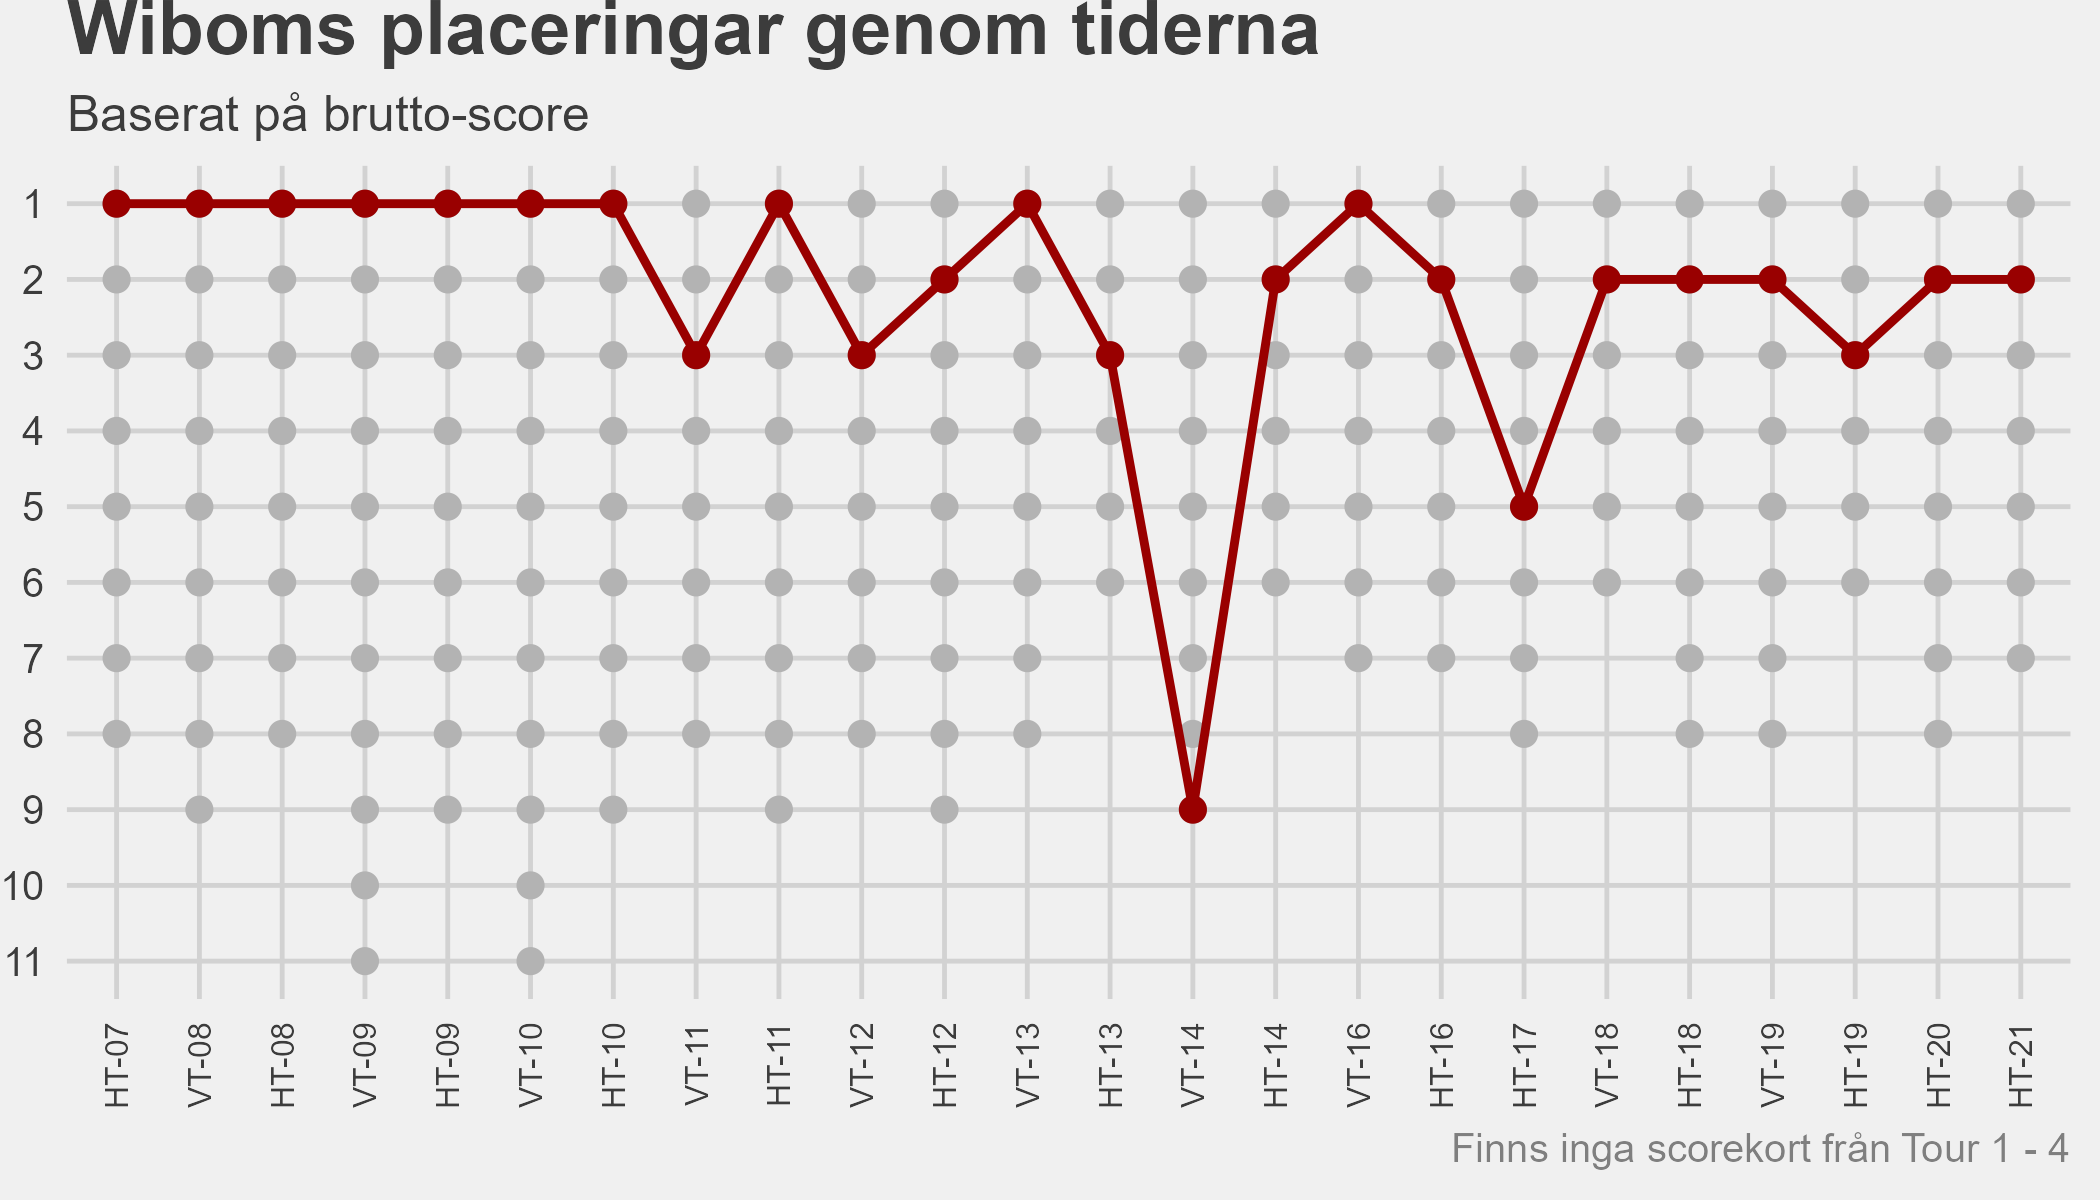 Wiboms placeringar genom tiderna
Baserat på brutto-score
1
2
3
4
5
6
7
8
9
10
11
HT-07
VT-08
HT-08
VT-09
HT-09
VT-10
HT-10
VT-11
HT-11
VT-12
HT-12
VT-13
HT-13
VT-14
HT-14
VT-16
HT-16
HT-17
VT-18
HT-18
VT-19
HT-19
HT-20
HT-21
Finns inga scorekort från Tour 1 - 4